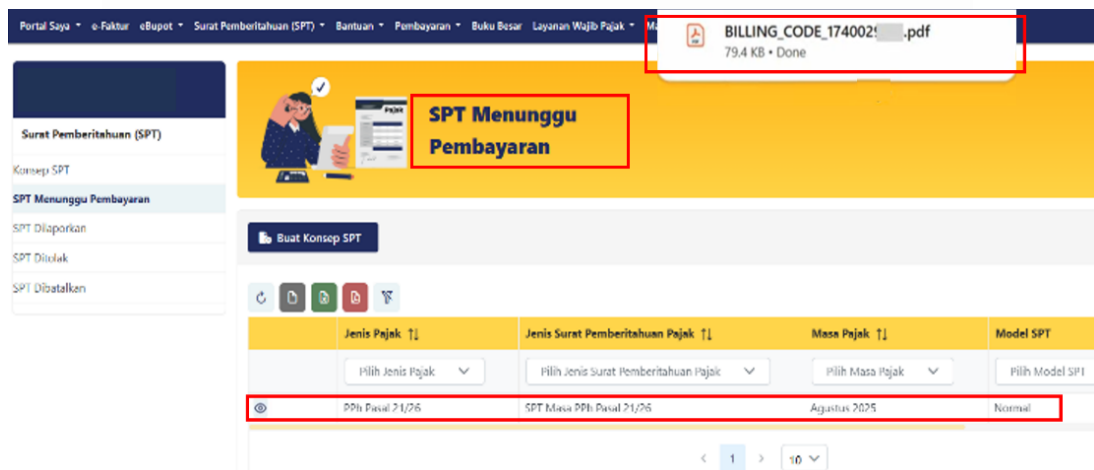 Portal Saya e-Faktur eBupot Surat Pemberitahuan (SPT) Bantuan Pembayaran Buku Besar Layanan Wajib Pajak
BILLING_CODE_174002 .pdf
79.4 KB • Done
PAJAK
SPT Menunggu
Pembayaran
Surat Pemberitahuan (SPT)
Konsep SPT
SPT Menunggu Pembayaran
SPT Dilaporkan
SPT Ditolak
SPT Dibatalkan
Buat Konsep SPT
Jenis Pajak Jenis Surat Pemberitahuan Pajak Masa Pajak Model SPT
Pilih Jenis Pajak Pilih Jenis Surat Pemberitahuan Pajak Pilih Masa Pajak Pilih Model SPT
PPh Pasal 21/26 SPT Masa PPh Pasal 21/26 Agustus 2025 Normal
< 1 > 10